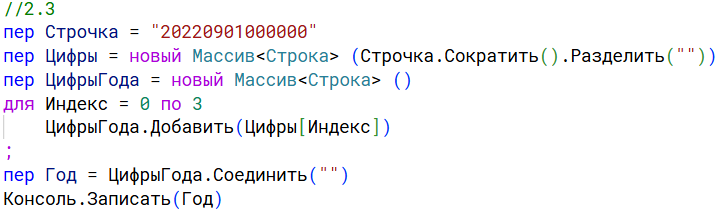 //2.3
пер Строчка = "20220901000000"
пер Цифры = новый Массив<Строка> (Строчка.Сократить().Разделить(""))
пер ЦифрыГода = новый Массив<Строка> ()
для Индекс = 0 по 3
    ЦифрыГода.Добавить(Цифры[Индекс])
;
пер Год = ЦифрыГода.Соединить("")
Консоль.Записать(Год)